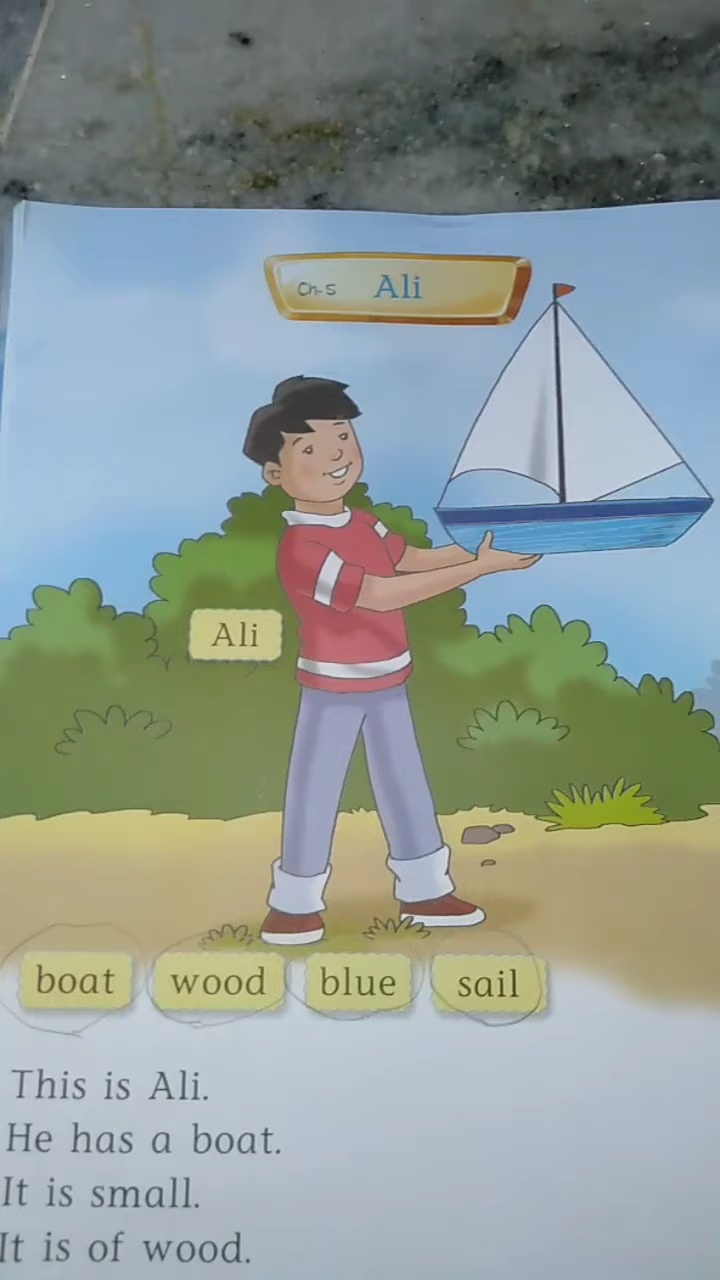 Ch-5 Ali
Ali
boat wood blue sail
This is Ali.
He has a boat.
It is small.
It is of wood.